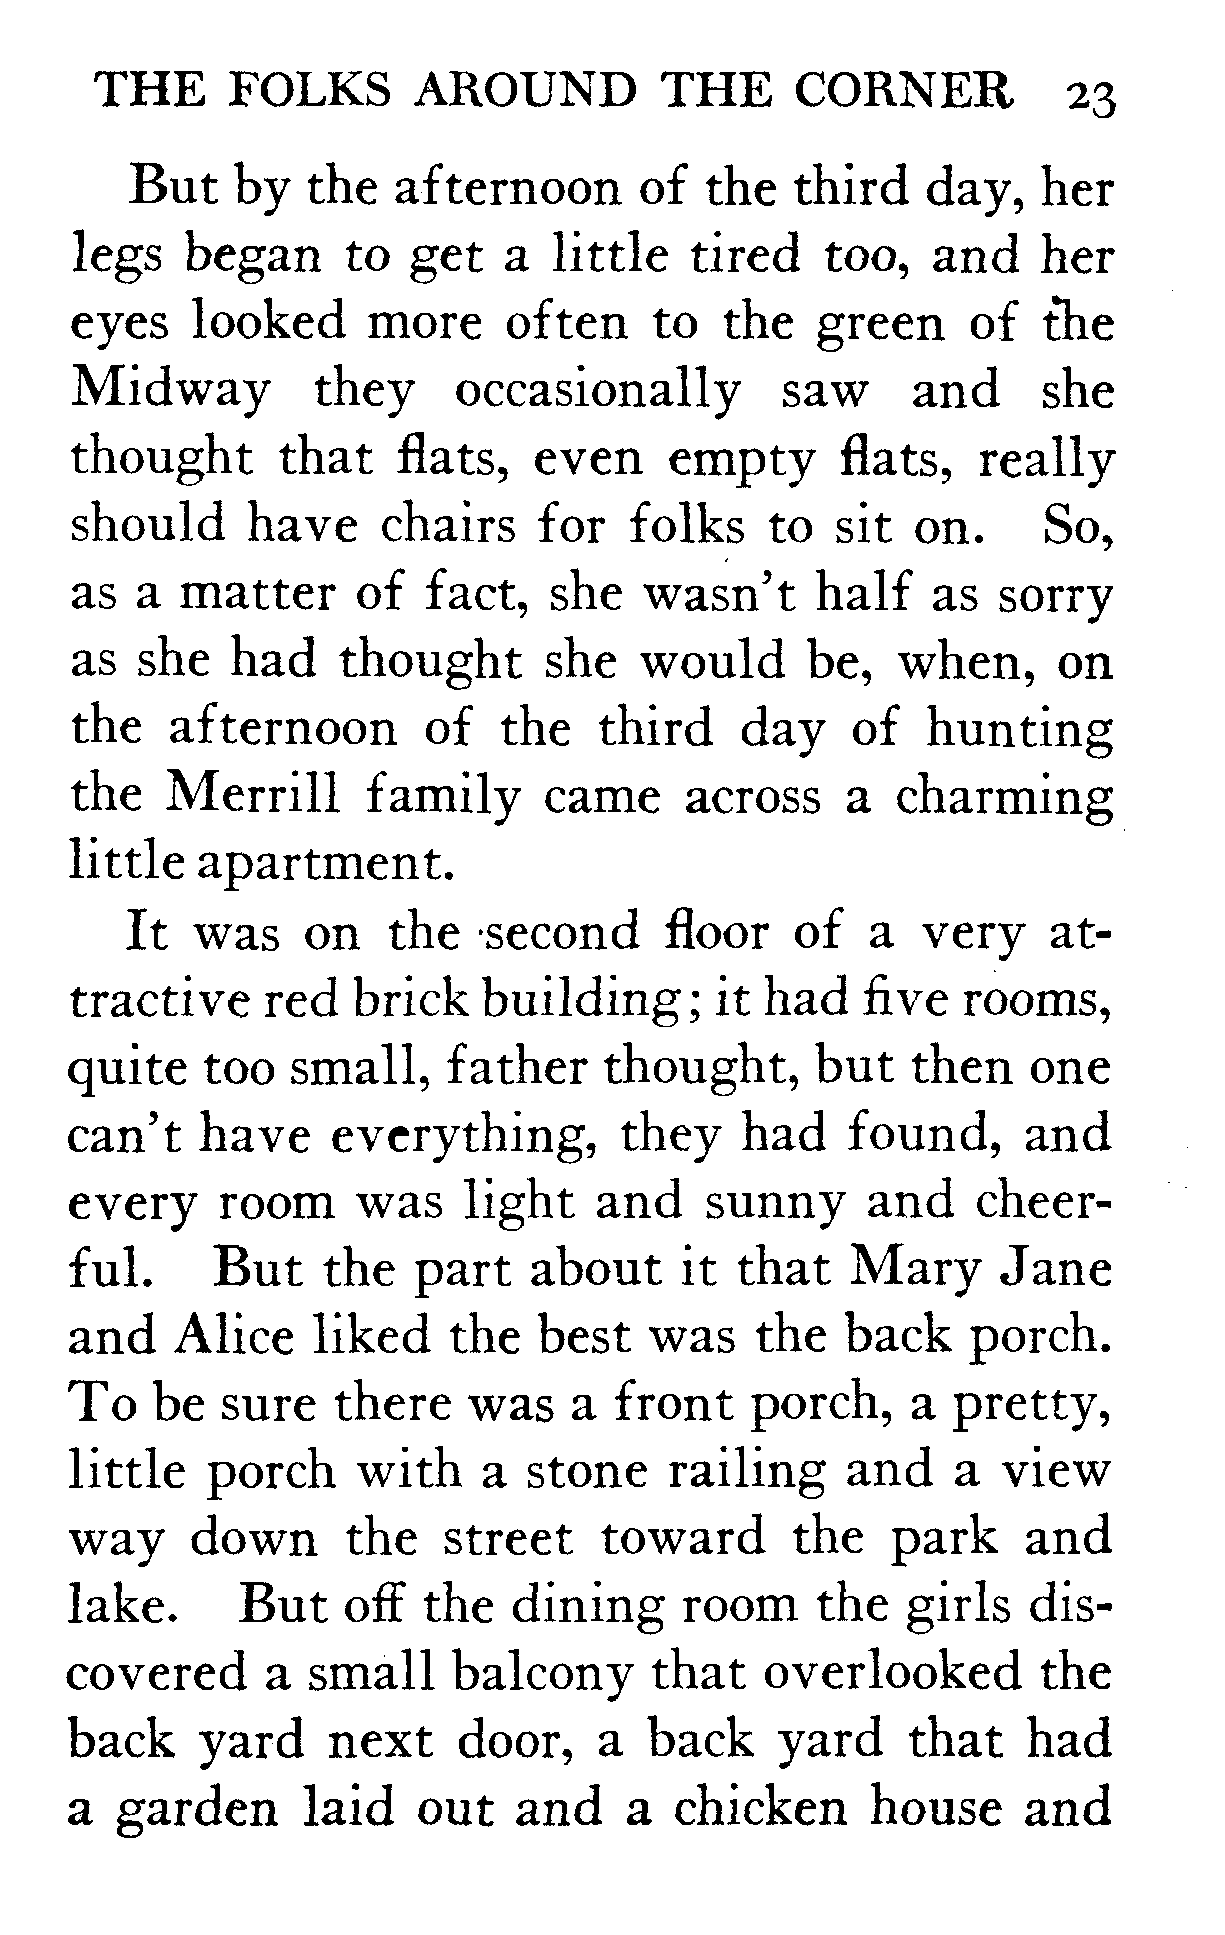 THE FOLKS AROUND THE CORNER 23
But by the afternoon of the third day, her
legs began to get a little tired too, and her
eyes looked more often to the green of the
Midway they occasionally saw and she
thought that flats, even empty flats, really
should have chairs for folks to sit on. So,
as a matter of fact, she wasn't half as sorry
as she had thought she would be, when, on
the afternoon of the third day of hunting
the Merrill family came across a charming
little apartment.
It was on the second floor of a very at-
tractive red brick building; it had five rooms,
quite too small, father thought, but then one
can't have everything, they had found, and
every room was light and sunny and cheer-
ful. But the part about it that Mary Jane
and Alice liked the best was the back porch.
To be sure there was a front porch, a pretty,
little porch with a stone railing and a view
way down the street toward the park and
lake. But off the dining room the girls dis-
covered a small balcony that overlooked the
back yard next door, a back yard that had
a garden laid out and a chicken house and